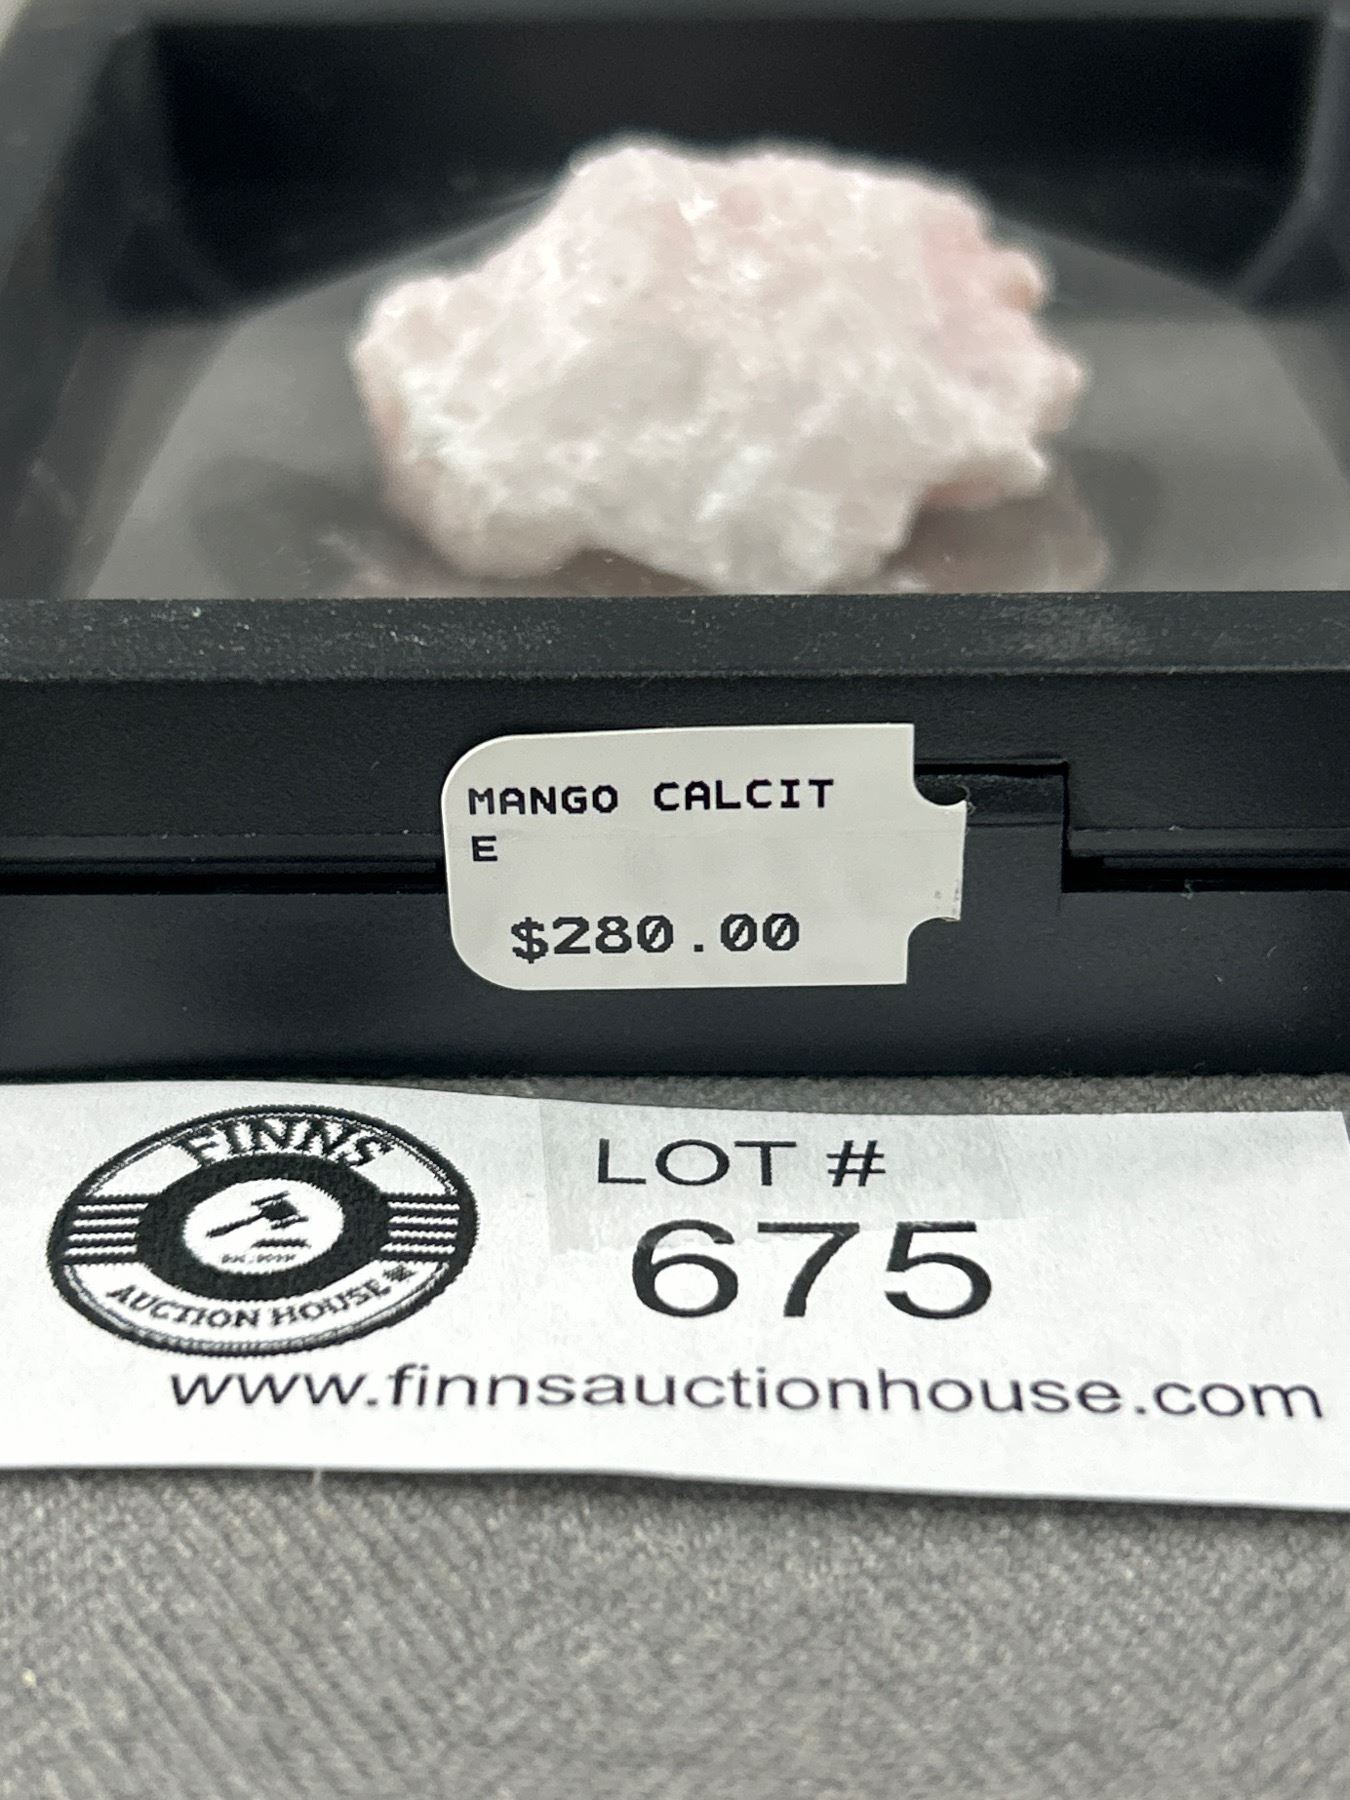 MANGO CALCIT
E
$280.00
FINNS
AUCTION HOUSE
LOT #
675
www.finnsauctionhouse.com